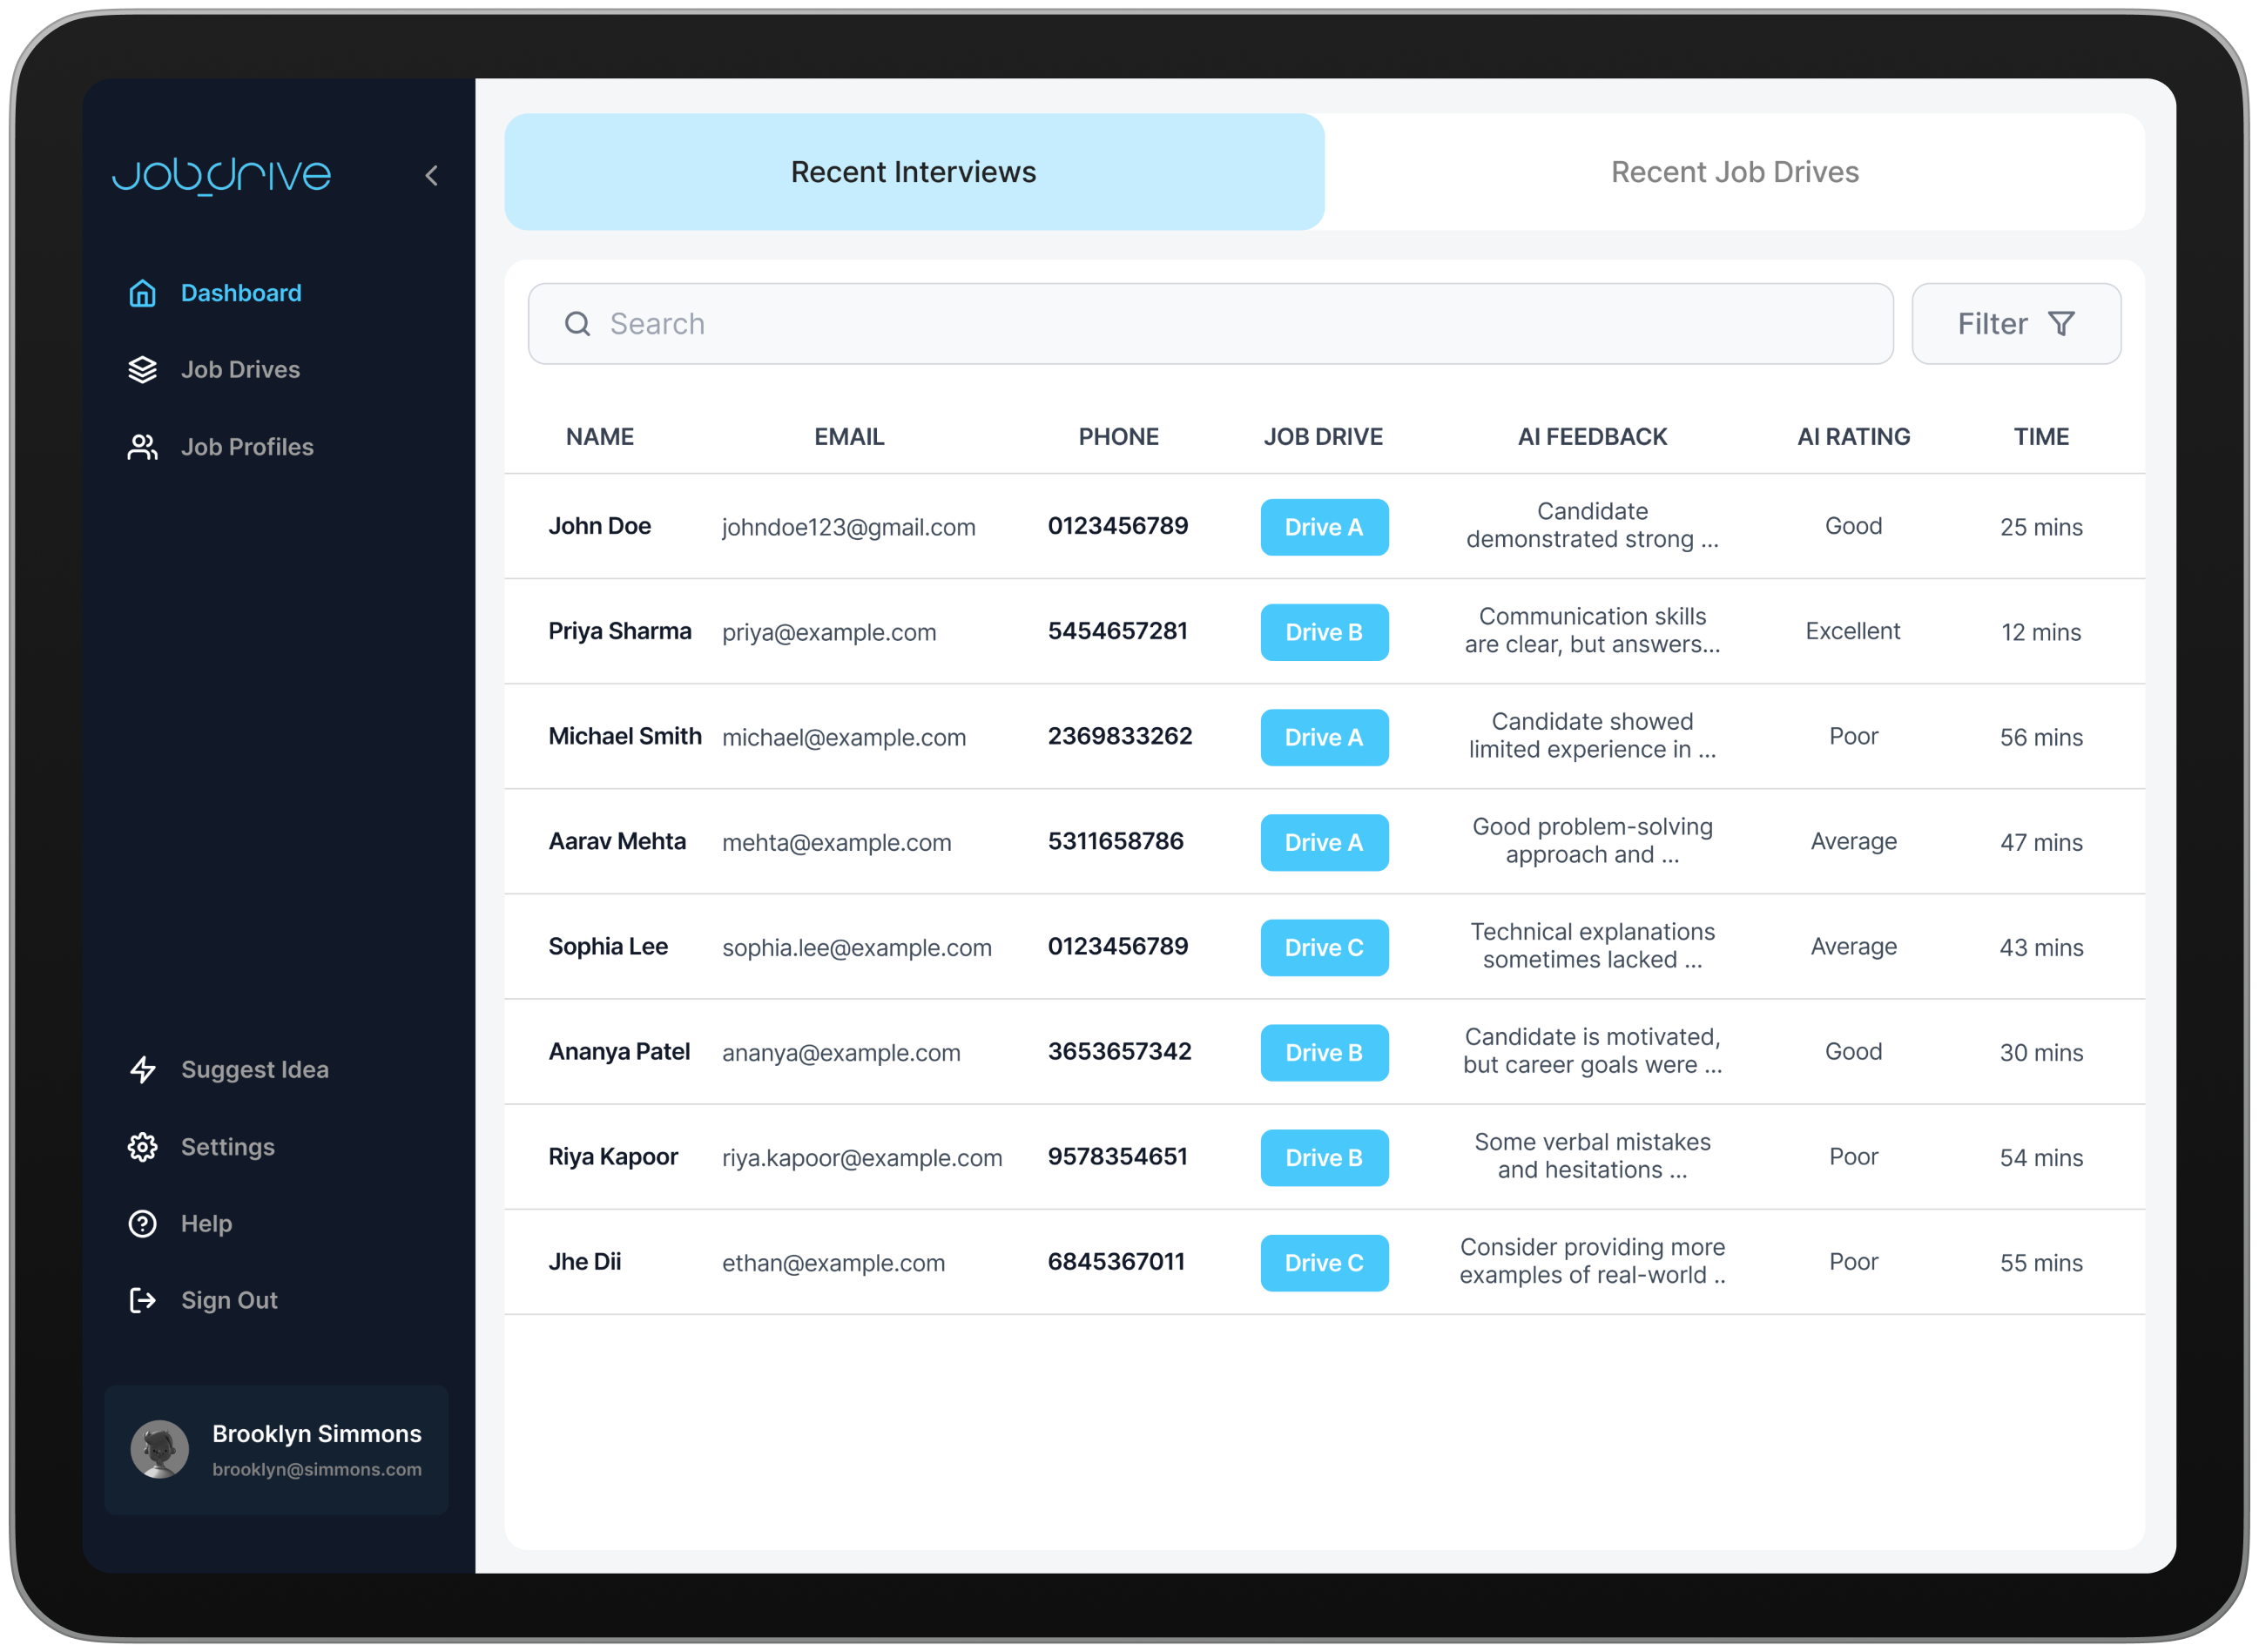 Job_drive
Dashboard
Job Drives
Job Profiles
Suggest Idea
Settings
Help
Sign Out
Brooklyn Simmons
brooklyn@simmons.com
Recent Interviews
Recent Job Drives
Search
Filter
NAME EMAIL PHONE JOB DRIVE AI FEEDBACK AI RATING TIME
John Doe johndoe123@gmail.com 0123456789 Drive A Candidate
demonstrated strong ... Good 25 mins
Priya Sharma priya@example.com 5454657281 Drive B Communication skills
are clear, but answers... Excellent 12 mins
Michael Smith michael@example.com 2369833262 Drive A Candidate showed
limited experience in ... Poor 56 mins
Aarav Mehta mehta@example.com 5311658786 Drive A Good problem-solving
approach and ... Average 47 mins
Sophia Lee sophia.lee@example.com 0123456789 Drive C Technical explanations
sometimes lacked ... Average 43 mins
Ananya Patel ananya@example.com 3653657342 Drive B Candidate is motivated,
but career goals were ... Good 30 mins
Riya Kapoor riya.kapoor@example.com 9578354651 Drive B Some verbal mistakes
and hesitations ... Poor 54 mins
Jhe Dii ethan@example.com 6845367011 Drive C Consider providing more
examples of real-world .. Poor 55 mins